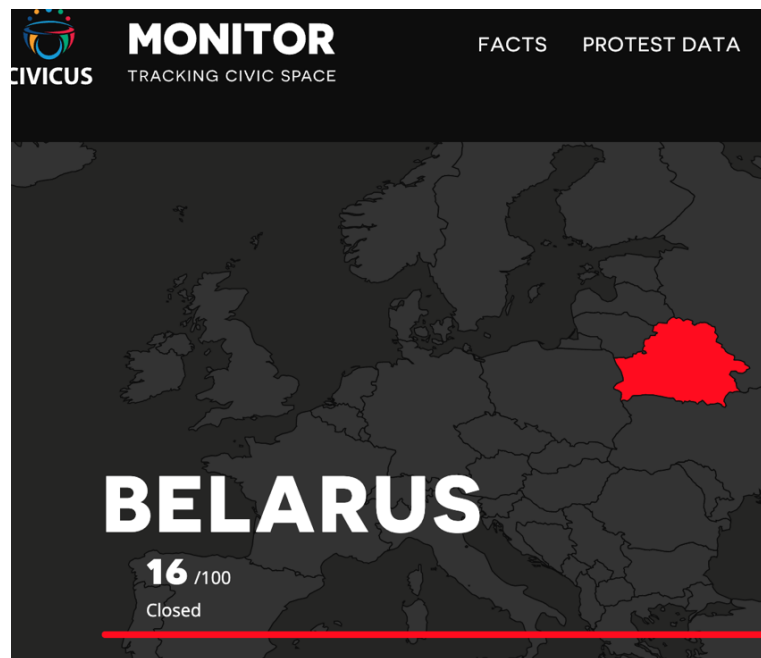 MONITOR
FACTS PROTEST DATA
CIVICUS
TRACKING CIVIC SPACE
BELARUS
16 /100
Closed